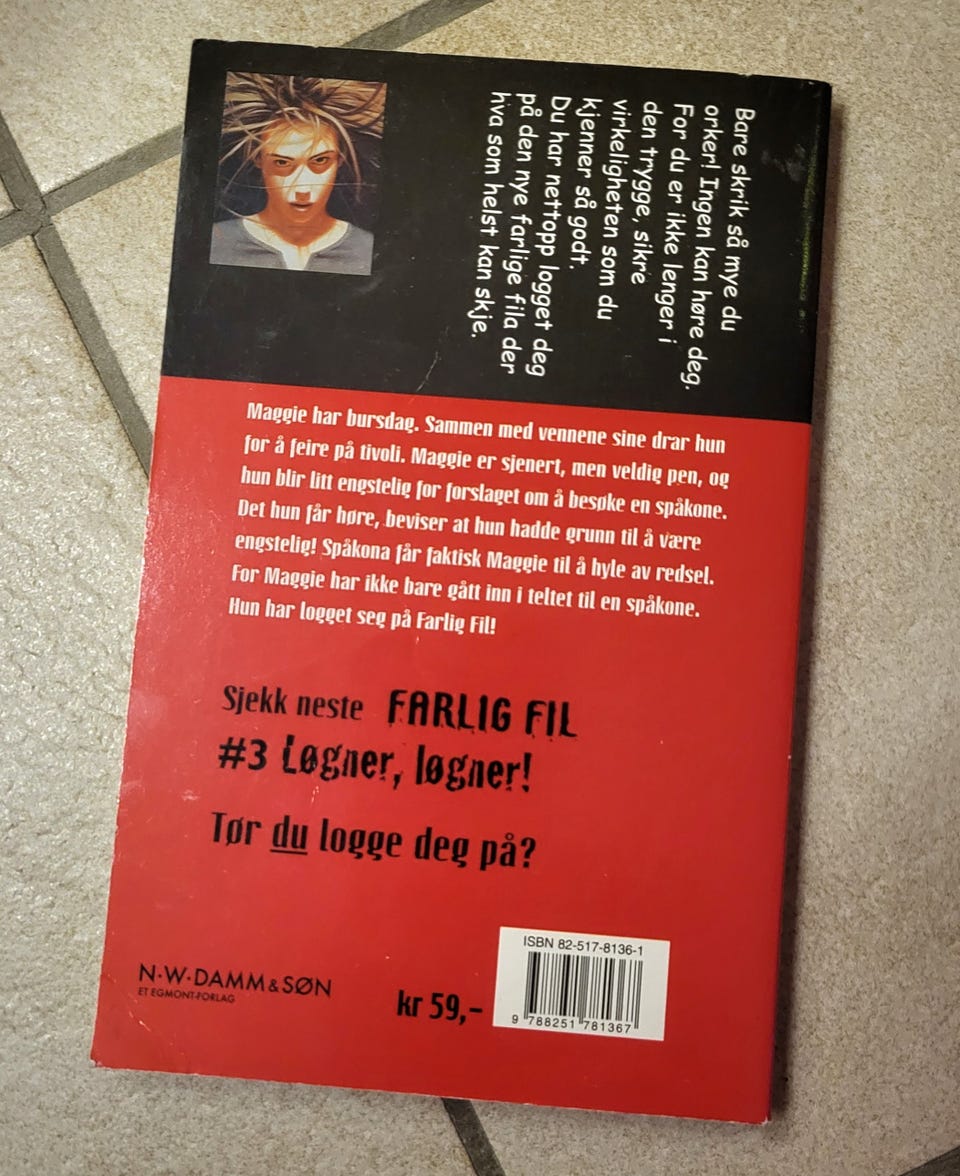 Bare skrik så mye du
orker! Ingen kan høre deg.
For du er ikke lenger i
den trygge, sikre
virkeligheten som du
kjenner så godt.
Du har nettopp logget deg
på den nye farlige fila der
hva som helst kan skje.
Maggie har bursdag. Sammen med vennene sine drar hun
for å feire på tivoli. Maggie er sjenert, men veldig pen, og
hun blir litt engstelig for forslaget om å besøke en spåkone.
Det hun får høre, beviser at hun hadde grunn til å være
engstelig! Spåkona får faktisk Maggie til å hyle av redsel.
For Maggie har ikke bare gått inn i teltet til en spåkone.
Hun har logget seg på Farlig Fil!
Sjekk neste FARLIG FIL
#3 Løgner, løgner!
Tør du logge deg på?
N·W·DAMM & SØN
ET EGMONT-FORLAG
kr 59,-
ISBN 82-517-8136-1
9 788251 781367